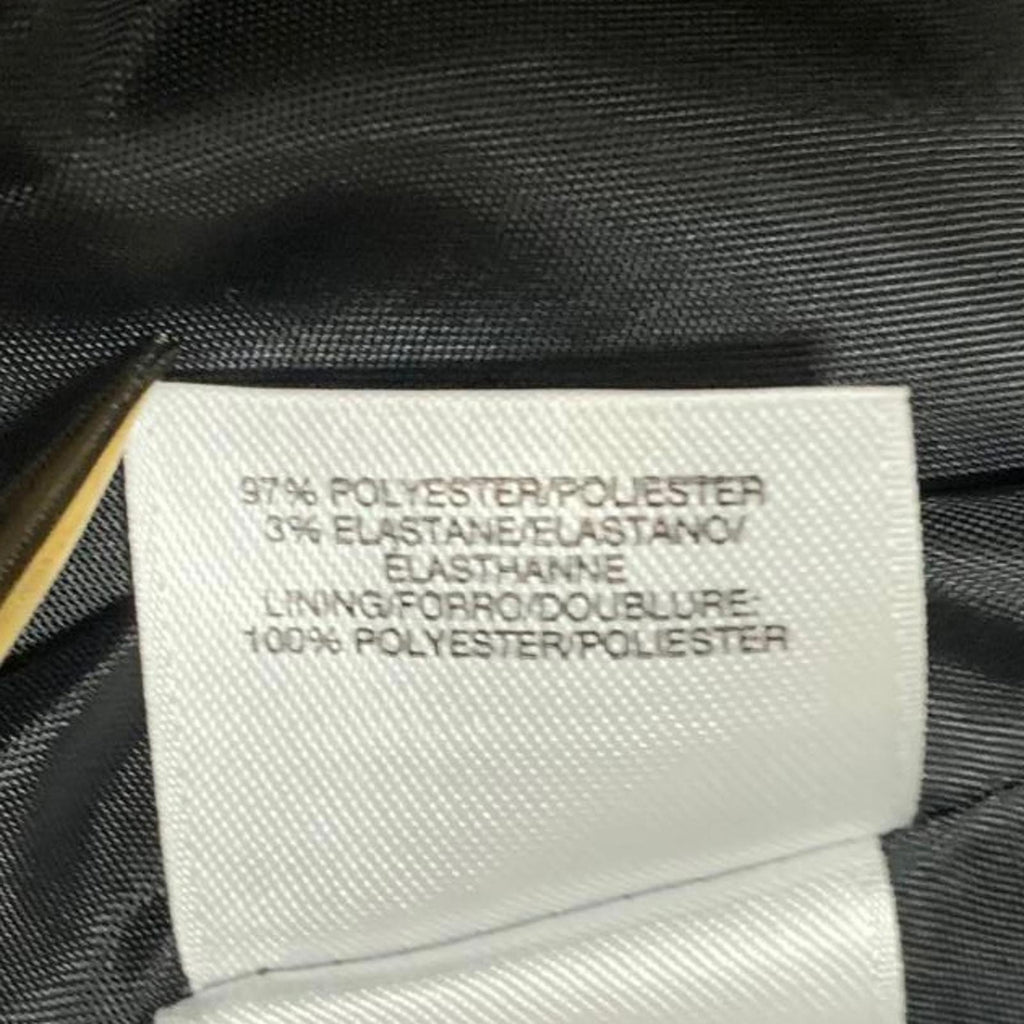 97% POLYESTER/POLIESTER
3% ELASTANE/ELASTANO/
ELASTHANNE
LINING/FORRO/DOUBLURE:
100% POLYESTER/POLIESTER